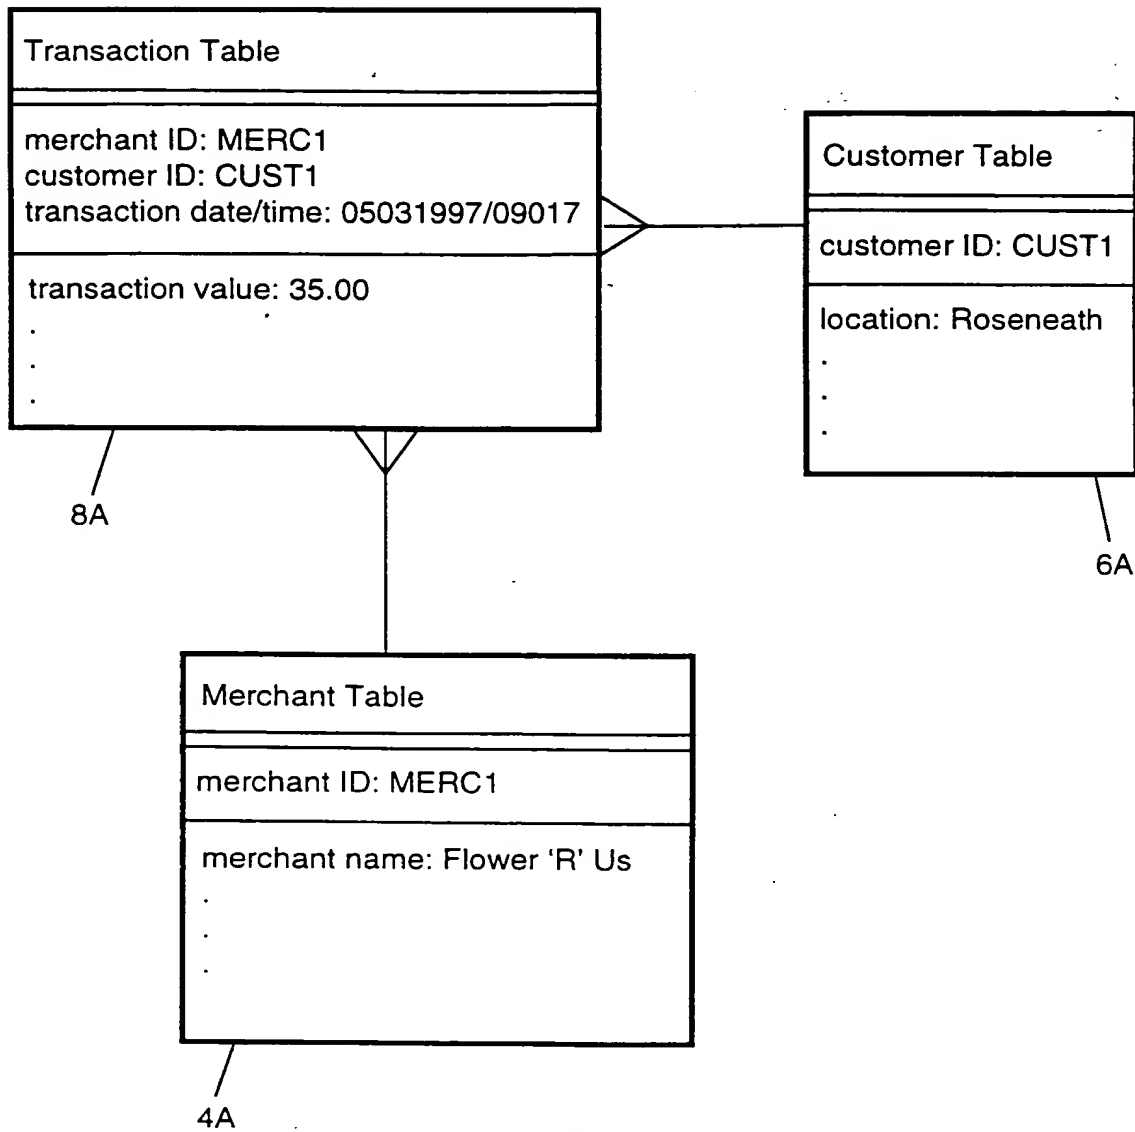 Transaction Table
merchant ID: MERC1
customer ID: CUST1
transaction date/time: 05031997/09017
transaction value: 35.00
.
.
.
8A
Customer Table
customer ID: CUST1
location: Roseneath
.
.
.
6A
Merchant Table
merchant ID: MERC1
merchant name: Flower ‘R’ Us
.
.
.
4A